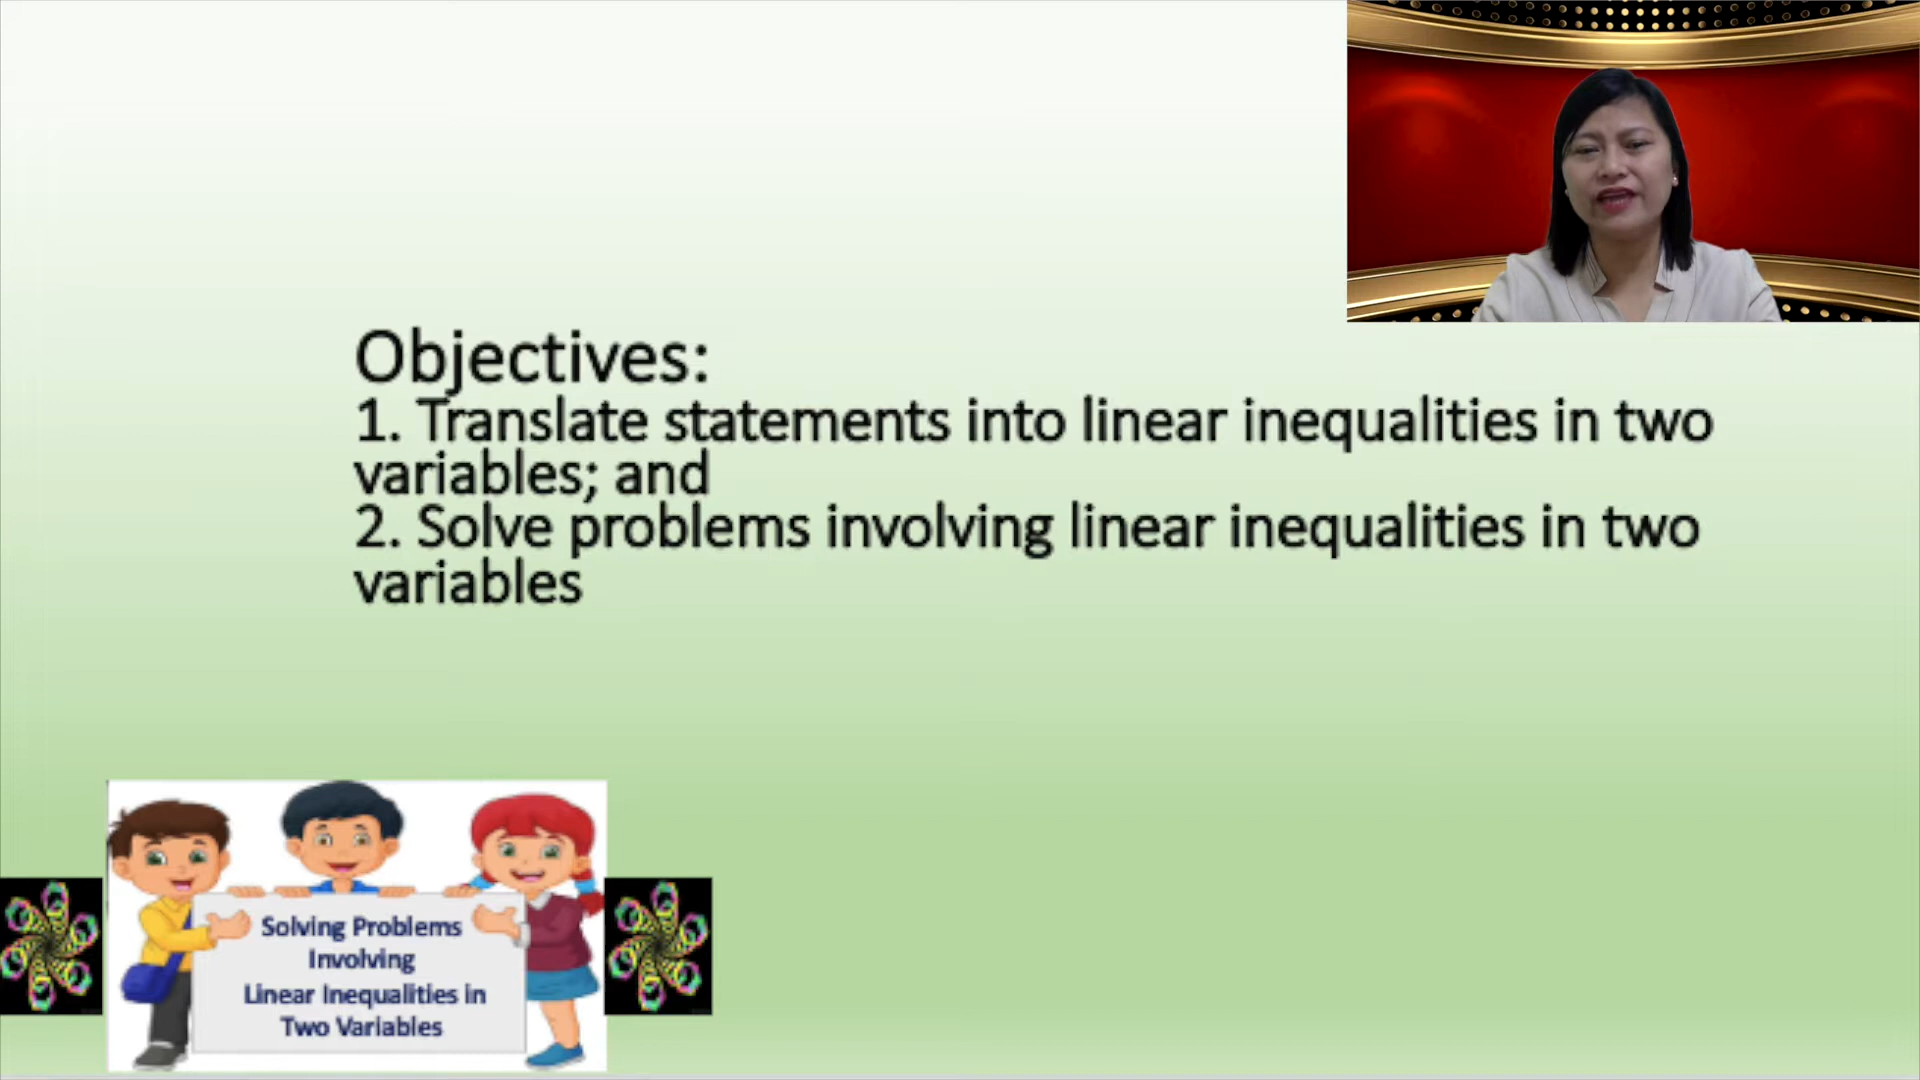 Objectives:
1. Translate statements into linear inequalities in two
variables; and
2. Solve problems involving linear inequalities in two
variables
Solving Problems
Involving
Linear Inequalities in
Two Variables